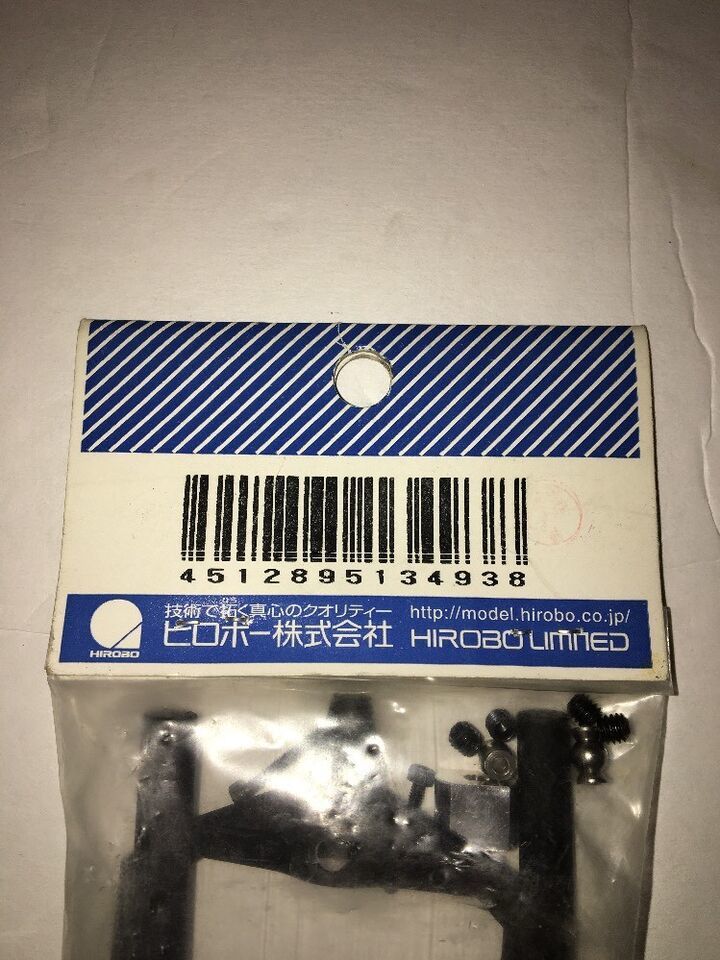 4512895134938
技術で拓く真心のクオリティー
http://model.hirobo.co.jp/
HIROBO
ヒロボー株式会社
HIROBO LIMITED